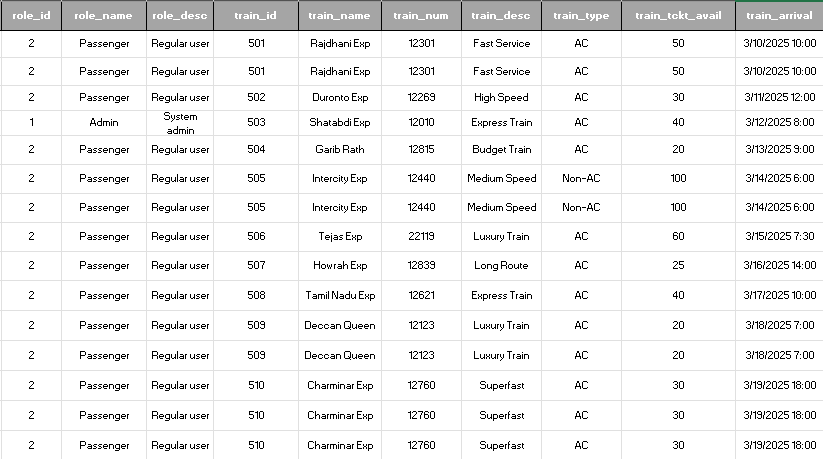 role_id role_name role_desc train_id train_name train_num train_desc train_type train_tckt_avail train_arrival
2 Passenger Regular user 501 Rajdhani Exp 12301 Fast Service AC 50 3/10/2025 10:00
2 Passenger Regular user 501 Rajdhani Exp 12301 Fast Service AC 50 3/10/2025 10:00
2 Passenger Regular user 502 Duronto Exp 12269 High Speed AC 30 3/11/2025 12:00
1 Admin System admin 503 Shatabdi Exp 12010 Express Train AC 40 3/12/2025 8:00
2 Passenger Regular user 504 Garib Rath 12815 Budget Train AC 20 3/13/2025 9:00
2 Passenger Regular user 505 Intercity Exp 12440 Medium Speed Non-AC 100 3/14/2025 6:00
2 Passenger Regular user 505 Intercity Exp 12440 Medium Speed Non-AC 100 3/14/2025 6:00
2 Passenger Regular user 506 Tejas Exp 22119 Luxury Train AC 60 3/15/2025 7:30
2 Passenger Regular user 507 Howrah Exp 12839 Long Route AC 25 3/16/2025 14:00
2 Passenger Regular user 508 Tamil Nadu Exp 12621 Express Train AC 40 3/17/2025 10:00
2 Passenger Regular user 509 Deccan Queen 12123 Luxury Train AC 20 3/18/2025 7:00
2 Passenger Regular user 509 Deccan Queen 12123 Luxury Train AC 20 3/18/2025 7:00
2 Passenger Regular user 510 Charminar Exp 12760 Superfast AC 30 3/19/2025 18:00
2 Passenger Regular user 510 Charminar Exp 12760 Superfast AC 30 3/19/2025 18:00
2 Passenger Regular user 510 Charminar Exp 12760 Superfast AC 30 3/19/2025 18:00